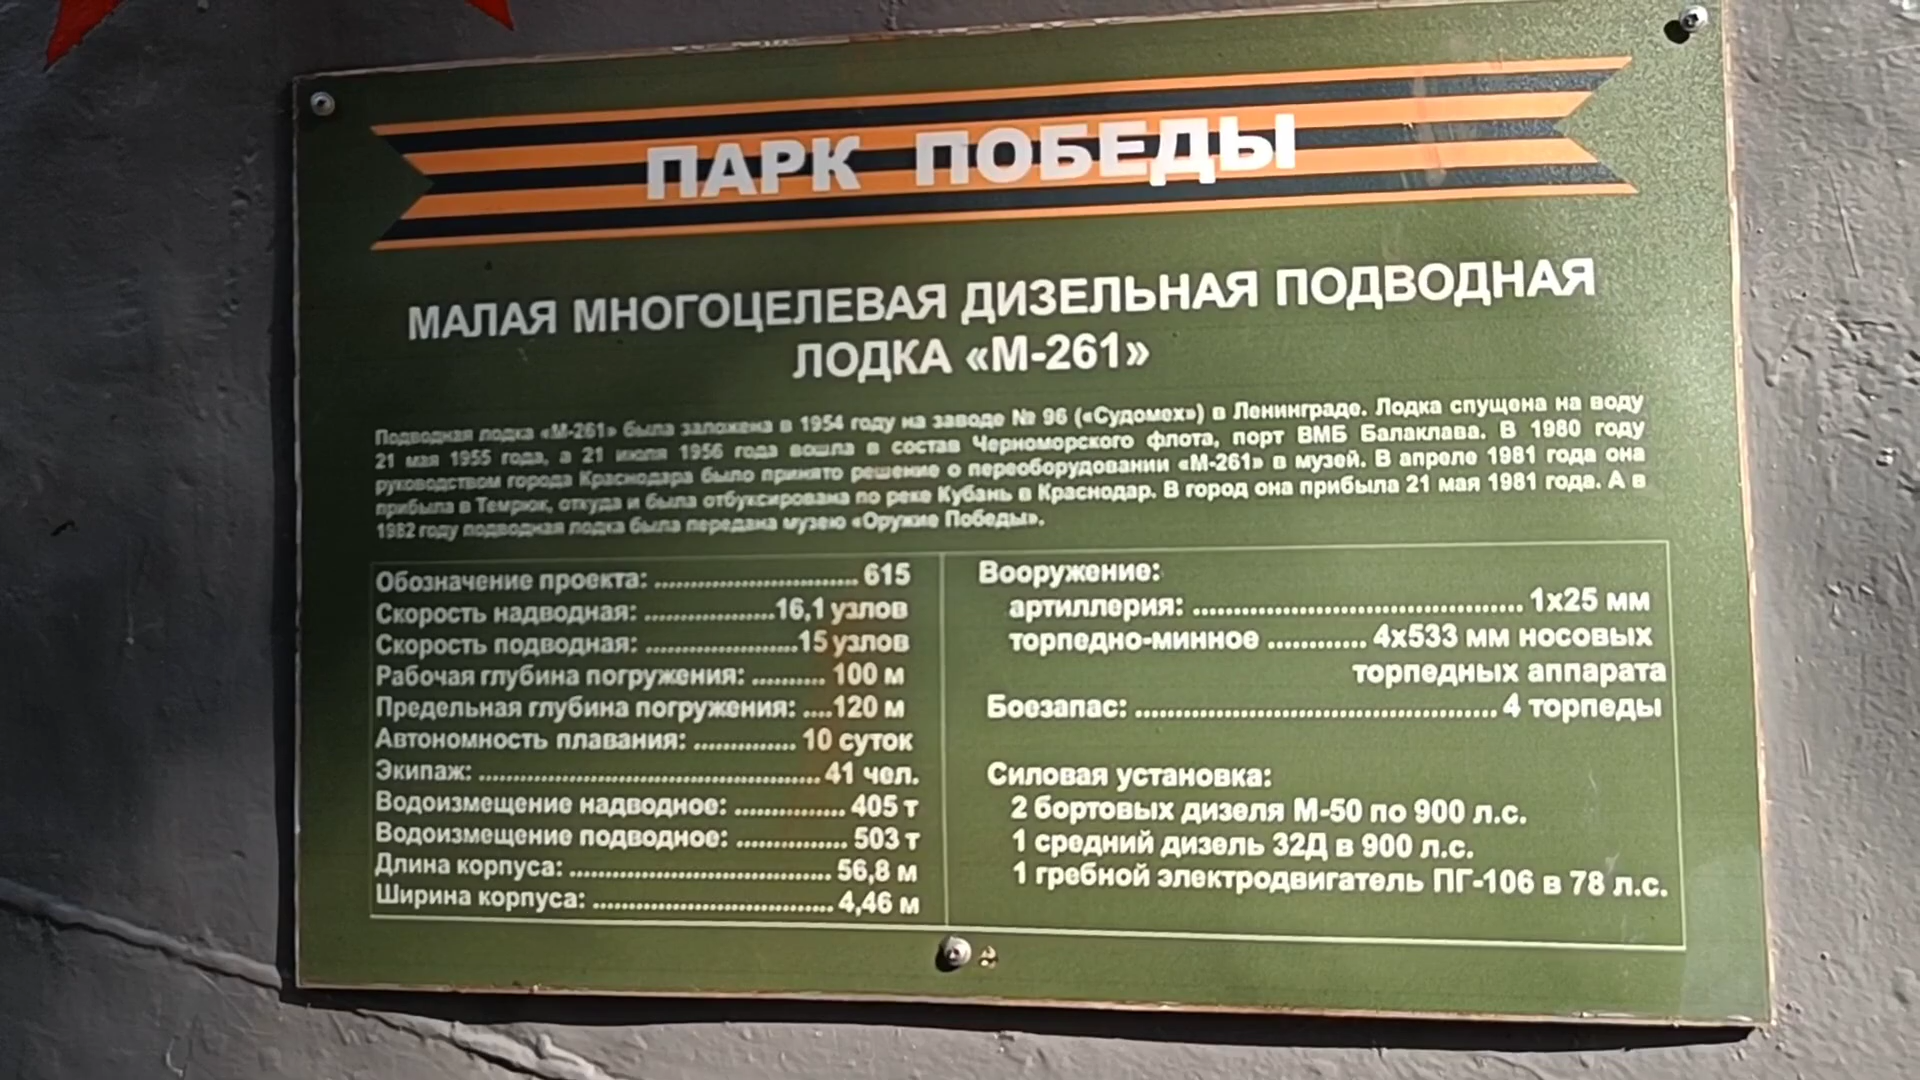 ПАРК ПОБЕДЫ
МАЛАЯ МНОГОЦЕЛЕВАЯ ДИЗЕЛЬНАЯ ПОДВОДНАЯ
ЛОДКА «М-261»
Подводная лодка «М-261» была заложена в 1954 году на заводе № 96 («Судомех») в Ленинграде. Лодка спущена на воду
21 мая 1955 года, а 21 июля 1956 года вошла в состав Черноморского флота, порт ВМБ Балаклава. В 1980 году
руководством города Краснодара было принято решение о переоборудовании «М-261» в музей. В апреле 1981 года она
прибыла в Темрюк, откуда и была отбуксирована по реке Кубань в Краснодар. В город она прибыла 21 мая 1981 года. А в
1982 году подводная лодка была передана музею «Оружие Победы».
Обозначение проекта: ............................. 615
Скорость надводная: ..................16,1 узлов
Скорость подводная: .....................15 узлов
Рабочая глубина погружения: .......... 100 м
Предельная глубина погружения: ....120 м
Автономность плавания: .............. 10 суток
Экипаж: ................................................ 41 чел.
Водоизмещение надводное: ............... 405 т
Водоизмещение подводное: ............... 503 т
Длина корпуса: ..................................... 56,8 м
Ширина корпуса: .................................. 4,46 м
Вооружение:
артиллерия: ............................................... 1х25 мм
торпедно-минное .............. 4х533 мм носовых
торпедных аппарата
Боезапас: .................................................... 4 торпеды
Силовая установка:
2 бортовых дизеля М-50 по 900 л.с.
1 средний дизель 32Д в 900 л.с.
1 гребной электродвигатель ПГ-106 в 78 л.с.